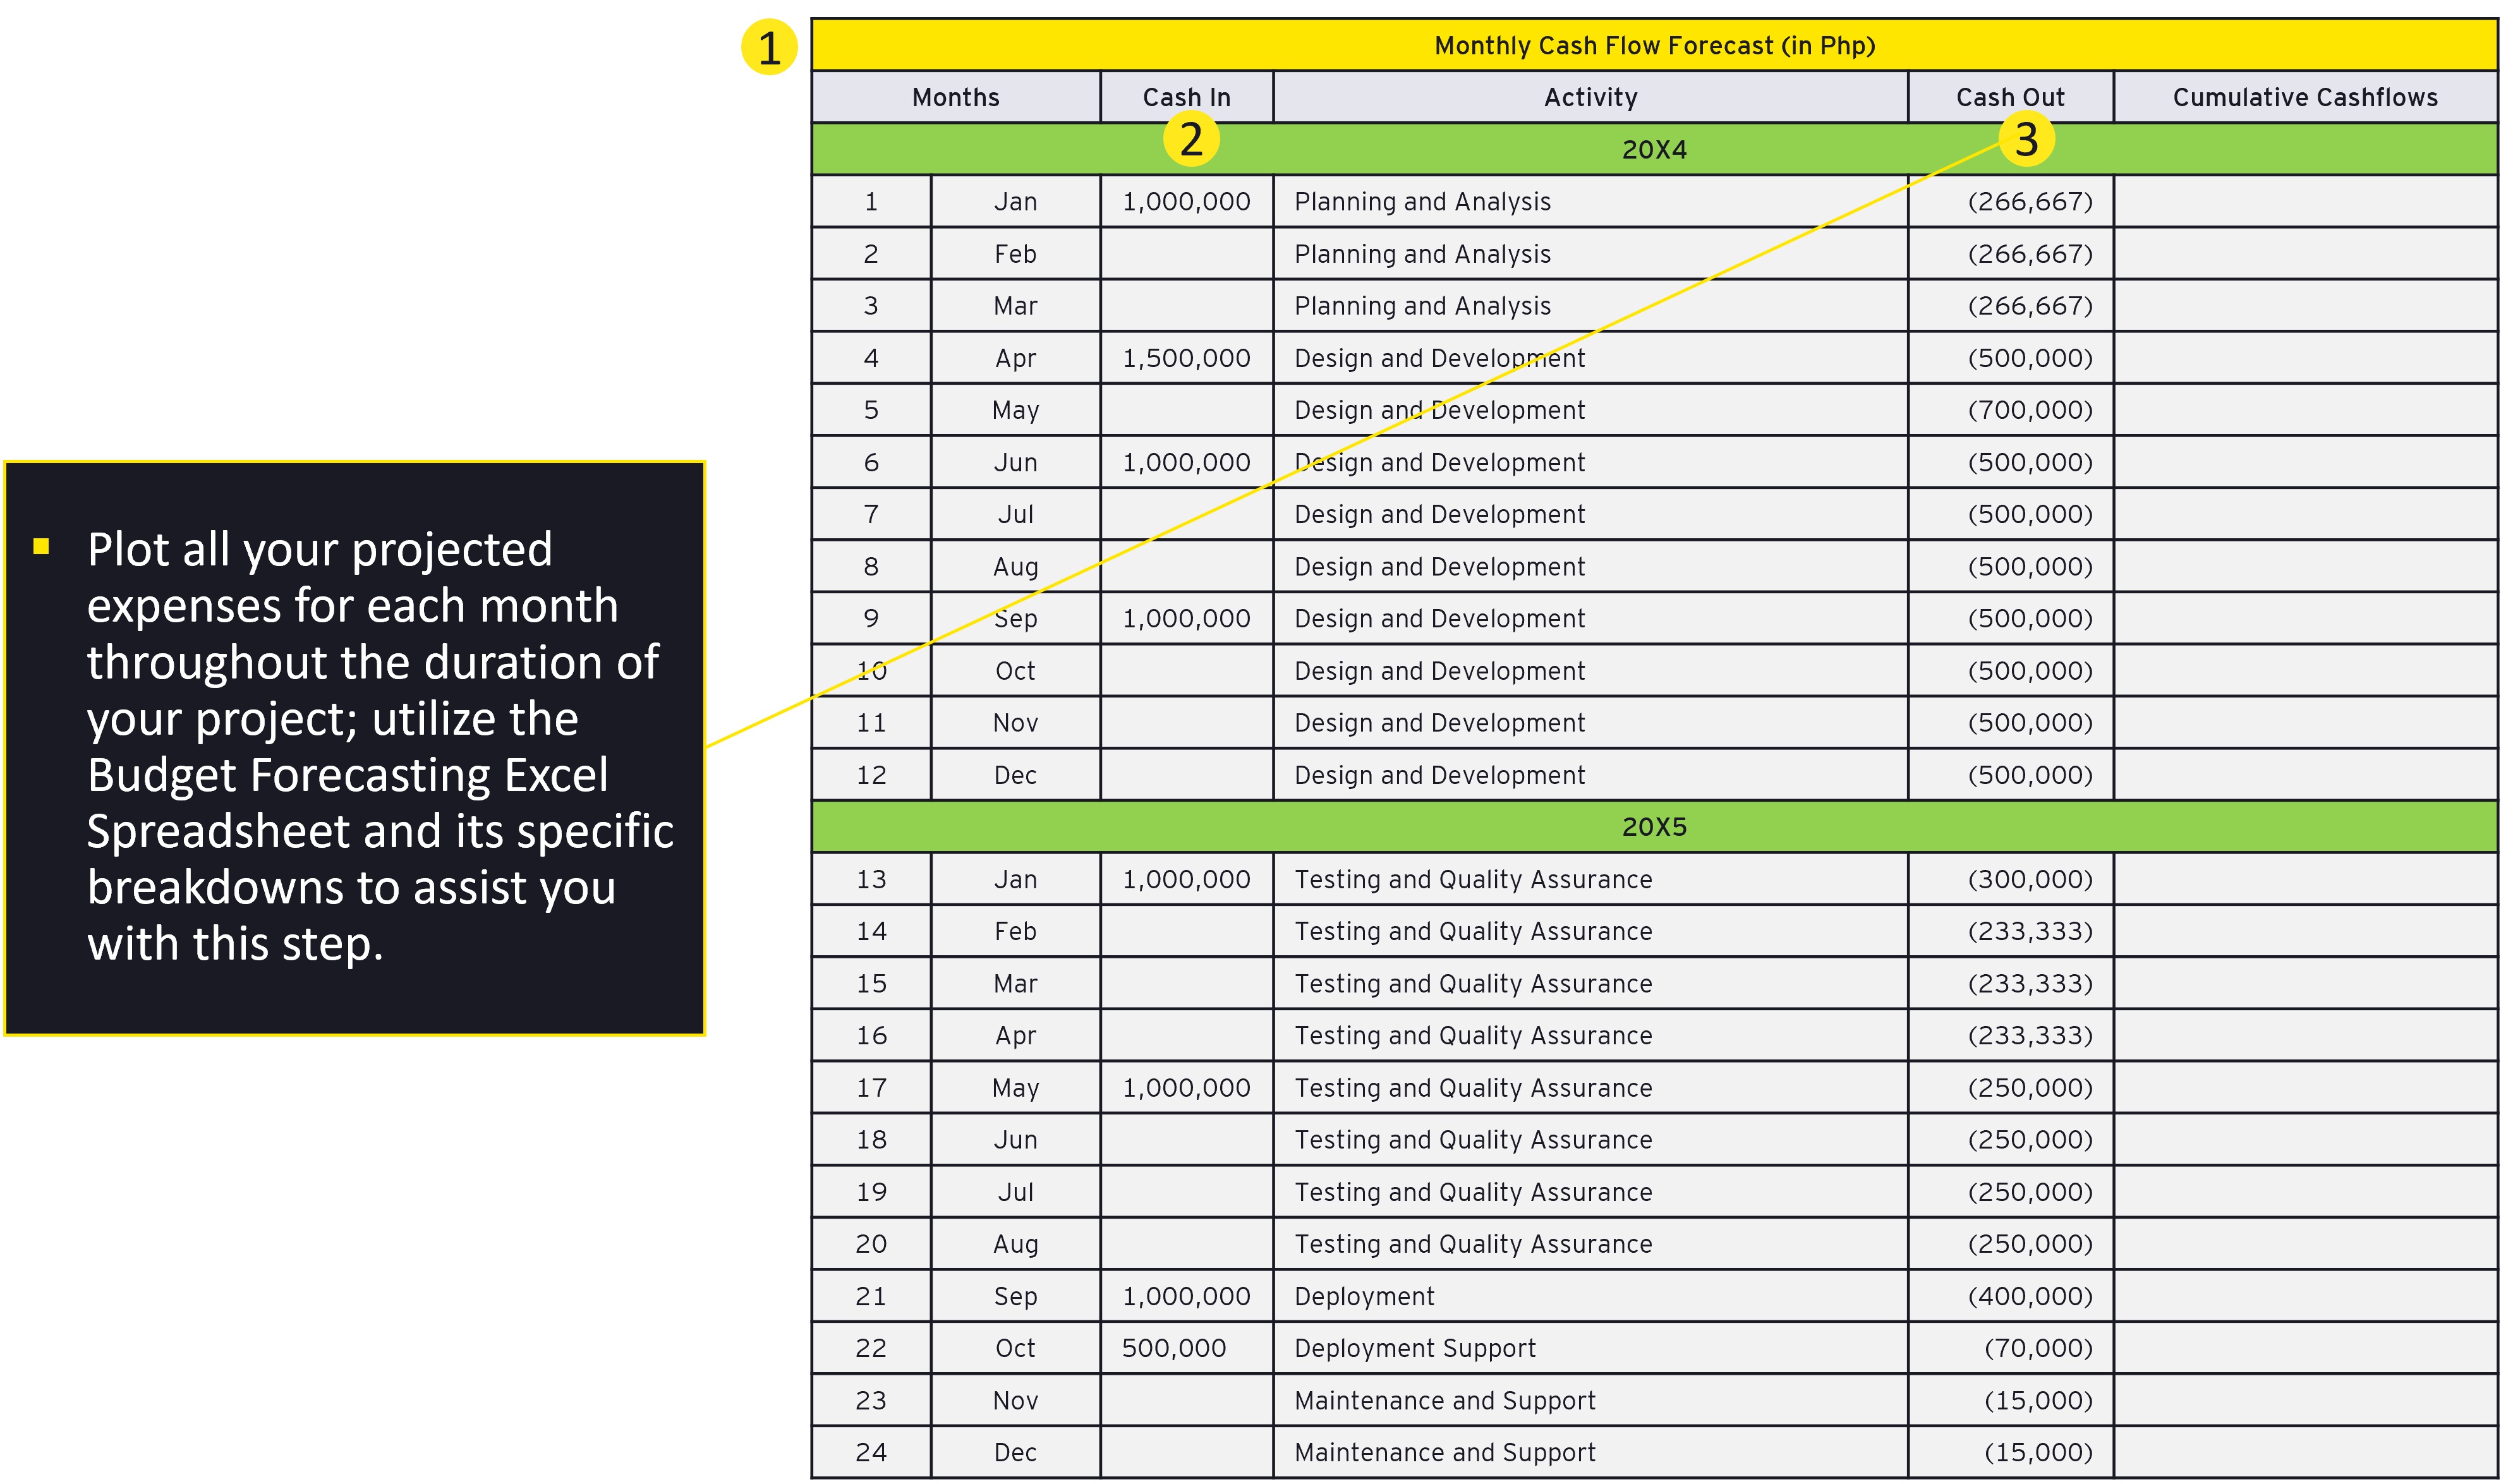 1
Monthly Cash Flow Forecast (in Php)
Months Cash In Activity Cash Out Cumulative Cashflows
2 3
20X4
1 Jan 1,000,000 Planning and Analysis (266,667)
2 Feb Planning and Analysis (266,667)
3 Mar Planning and Analysis (266,667)
4 Apr 1,500,000 Design and Development (500,000)
5 May Design and Development (700,000)
6 Jun 1,000,000 Design and Development (500,000)
7 Jul Design and Development (500,000)
8 Aug Design and Development (500,000)
9 Sep 1,000,000 Design and Development (500,000)
10 Oct Design and Development (500,000)
11 Nov Design and Development (500,000)
12 Dec Design and Development (500,000)
20X5
13 Jan 1,000,000 Testing and Quality Assurance (300,000)
14 Feb Testing and Quality Assurance (233,333)
15 Mar Testing and Quality Assurance (233,333)
16 Apr Testing and Quality Assurance (233,333)
17 May 1,000,000 Testing and Quality Assurance (250,000)
18 Jun Testing and Quality Assurance (250,000)
19 Jul Testing and Quality Assurance (250,000)
20 Aug Testing and Quality Assurance (250,000)
21 Sep 1,000,000 Deployment (400,000)
22 Oct 500,000 Deployment Support (70,000)
23 Nov Maintenance and Support (15,000)
24 Dec Maintenance and Support (15,000)
Plot all your projected
expenses for each month
throughout the duration of
your project; utilize the
Budget Forecasting Excel
Spreadsheet and its specific
breakdowns to assist you
with this step.